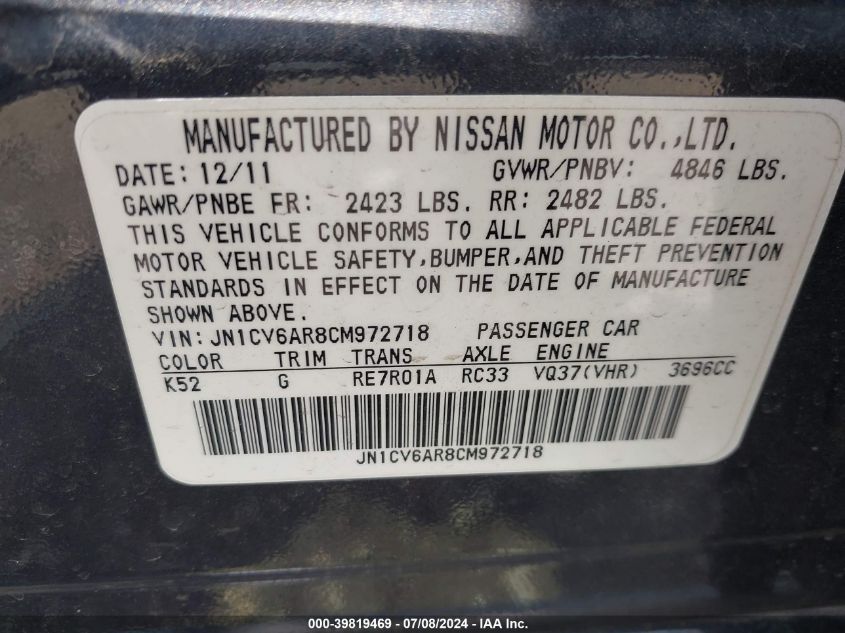 MANUFACTURED BY NISSAN MOTOR CO.,LTD.
DATE: 12/11 GVWR/PNBV: 4846 LBS.
GAWR/PNBE FR: 2423 LBS. RR: 2482 LBS.
THIS VEHICLE CONFORMS TO ALL APPLICABLE FEDERAL
MOTOR VEHICLE SAFETY,BUMPER,AND THEFT PREVENTION
STANDARDS IN EFFECT ON THE DATE OF MANUFACTURE
SHOWN ABOVE.
VIN: JN1CV6AR8CM972718 PASSENGER CAR
COLOR TRIM TRANS AXLE ENGINE
K52 G RE7R01A RC33 VQ37(VHR) 3696CC
JN1CV6AR8CM972718
000-39819469 - 07/08/2024 - IAA Inc.